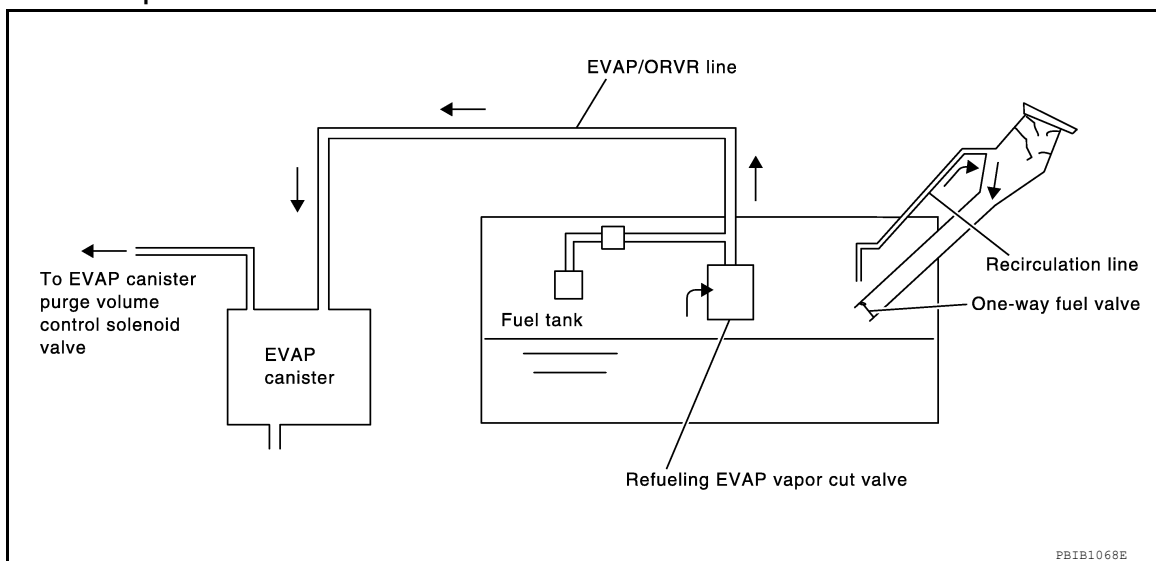 EVAP/ORVR line
Recirculation line
One-way fuel valve
To EVAP canister
purge volume
control solenoid
valve
Fuel tank
EVAP
canister
Refueling EVAP vapor cut valve
PBIB1068E